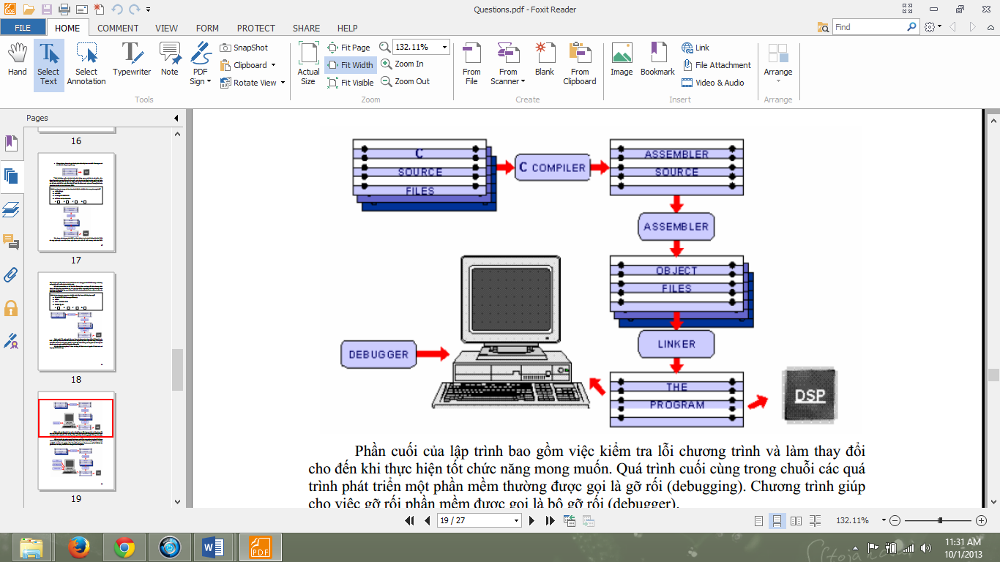 Questions.pdf - Foxit Reader
FILE HOME COMMENT VIEW FORM PROTECT SHARE HELP
Find
Hand
Select Text
Select Annotation
Typewriter
Note
PDF Sign
SnapShot
Clipboard
Rotate View
Tools
Actual Size
Fit Page
Fit Width
Fit Visible
132.11%
Zoom In
Zoom Out
Zoom
From File
From Scanner
Blank
From Clipboard
Create
Image
Bookmark
Link
File Attachment
Video & Audio
Insert
Arrange
Arrange
Pages
16
17
18
19
C
SOURCE
FILES
C COMPILER
ASSEMBLER
SOURCE
ASSEMBLER
OBJECT
FILES
LINKER
DEBUGGER
THE
PROGRAM
DSP
Phần cuối của lập trình bao gồm việc kiểm tra lỗi chương trình và làm thay đổi
cho đến khi thực hiện tốt chức năng mong muốn. Quá trình cuối cùng trong chuỗi các quá
trình phát triển một phần mềm thường được gọi là gỡ rối (debugging). Chương trình giúp
cho việc gỡ rối phần mềm được gọi là bộ gỡ rối (debugger).
19 / 27
132.11%
PDF
11:31 AM
10/1/2013